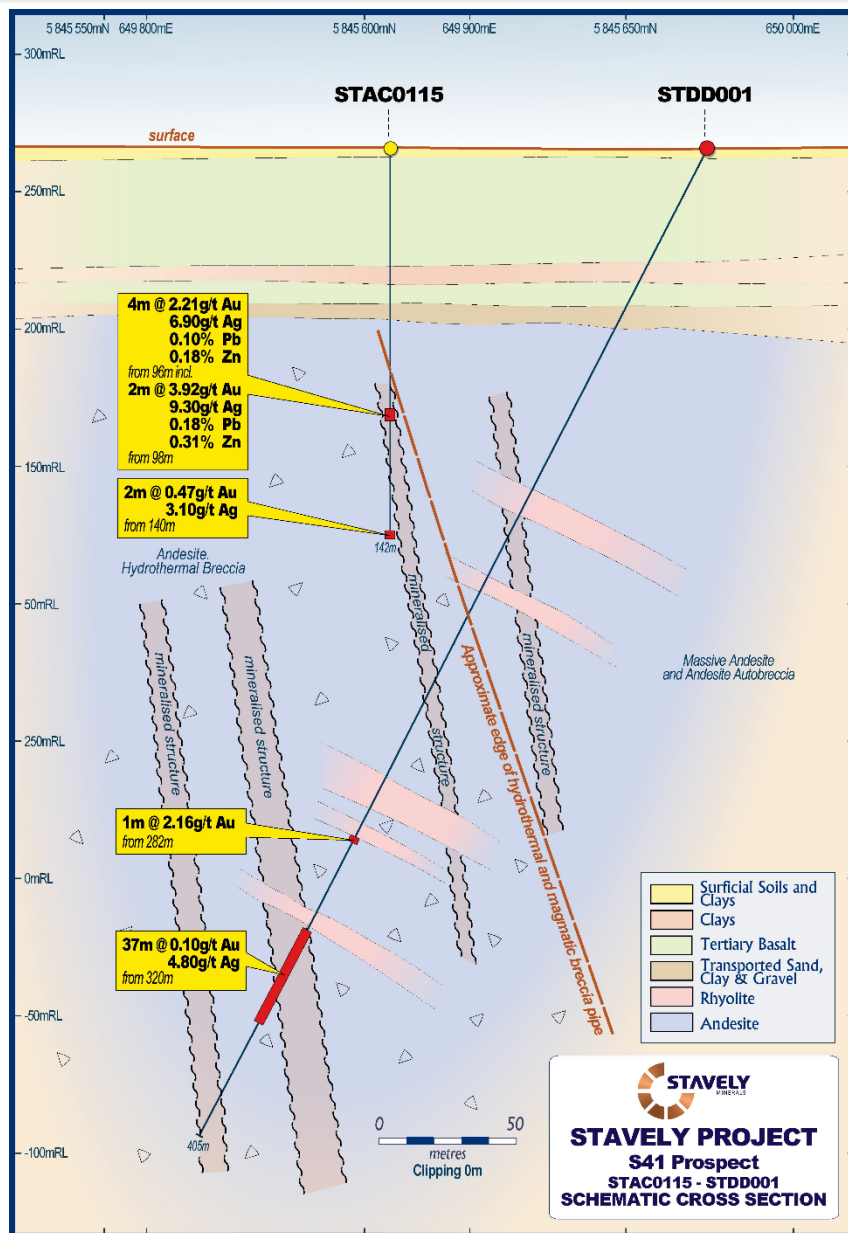 5 845 550mN 649 800mE 5 845 600mN 649 900mE 5 845 650mN 650 000mE
300mRL
STAC0115 STDD001
surface
250mRL
200mRL
4m @ 2.21g/t Au
6.90g/t Ag
0.10% Pb
0.18% Zn
from 96m incl.
2m @ 3.92g/t Au
9.30g/t Ag
0.18% Pb
0.31% Zn
from 98m
150mRL
2m @ 0.47g/t Au
3.10g/t Ag
from 140m
142m
Andesite.
Hydrothermal Breccia
50mRL
mineralised structure
mineralised structure
mineralised structure
mineralised structure
Approximate edge of hydrothermal and magmatic breccia pipe
Massive Andesite
and Andesite Autobreccia
250mRL
1m @ 2.16g/t Au
from 282m
0mRL
37m @ 0.10g/t Au
4.80g/t Ag
from 320m
-50mRL
-100mRL
405m
Surficial Soils and
Clays
Clays
Tertiary Basalt
Transported Sand,
Clay & Gravel
Rhyolite
Andesite
0 50
metres
Clipping 0m
STAVELY
MINERALS
STAVELY PROJECT
S41 Prospect
STAC0115 - STDD001
SCHEMATIC CROSS SECTION